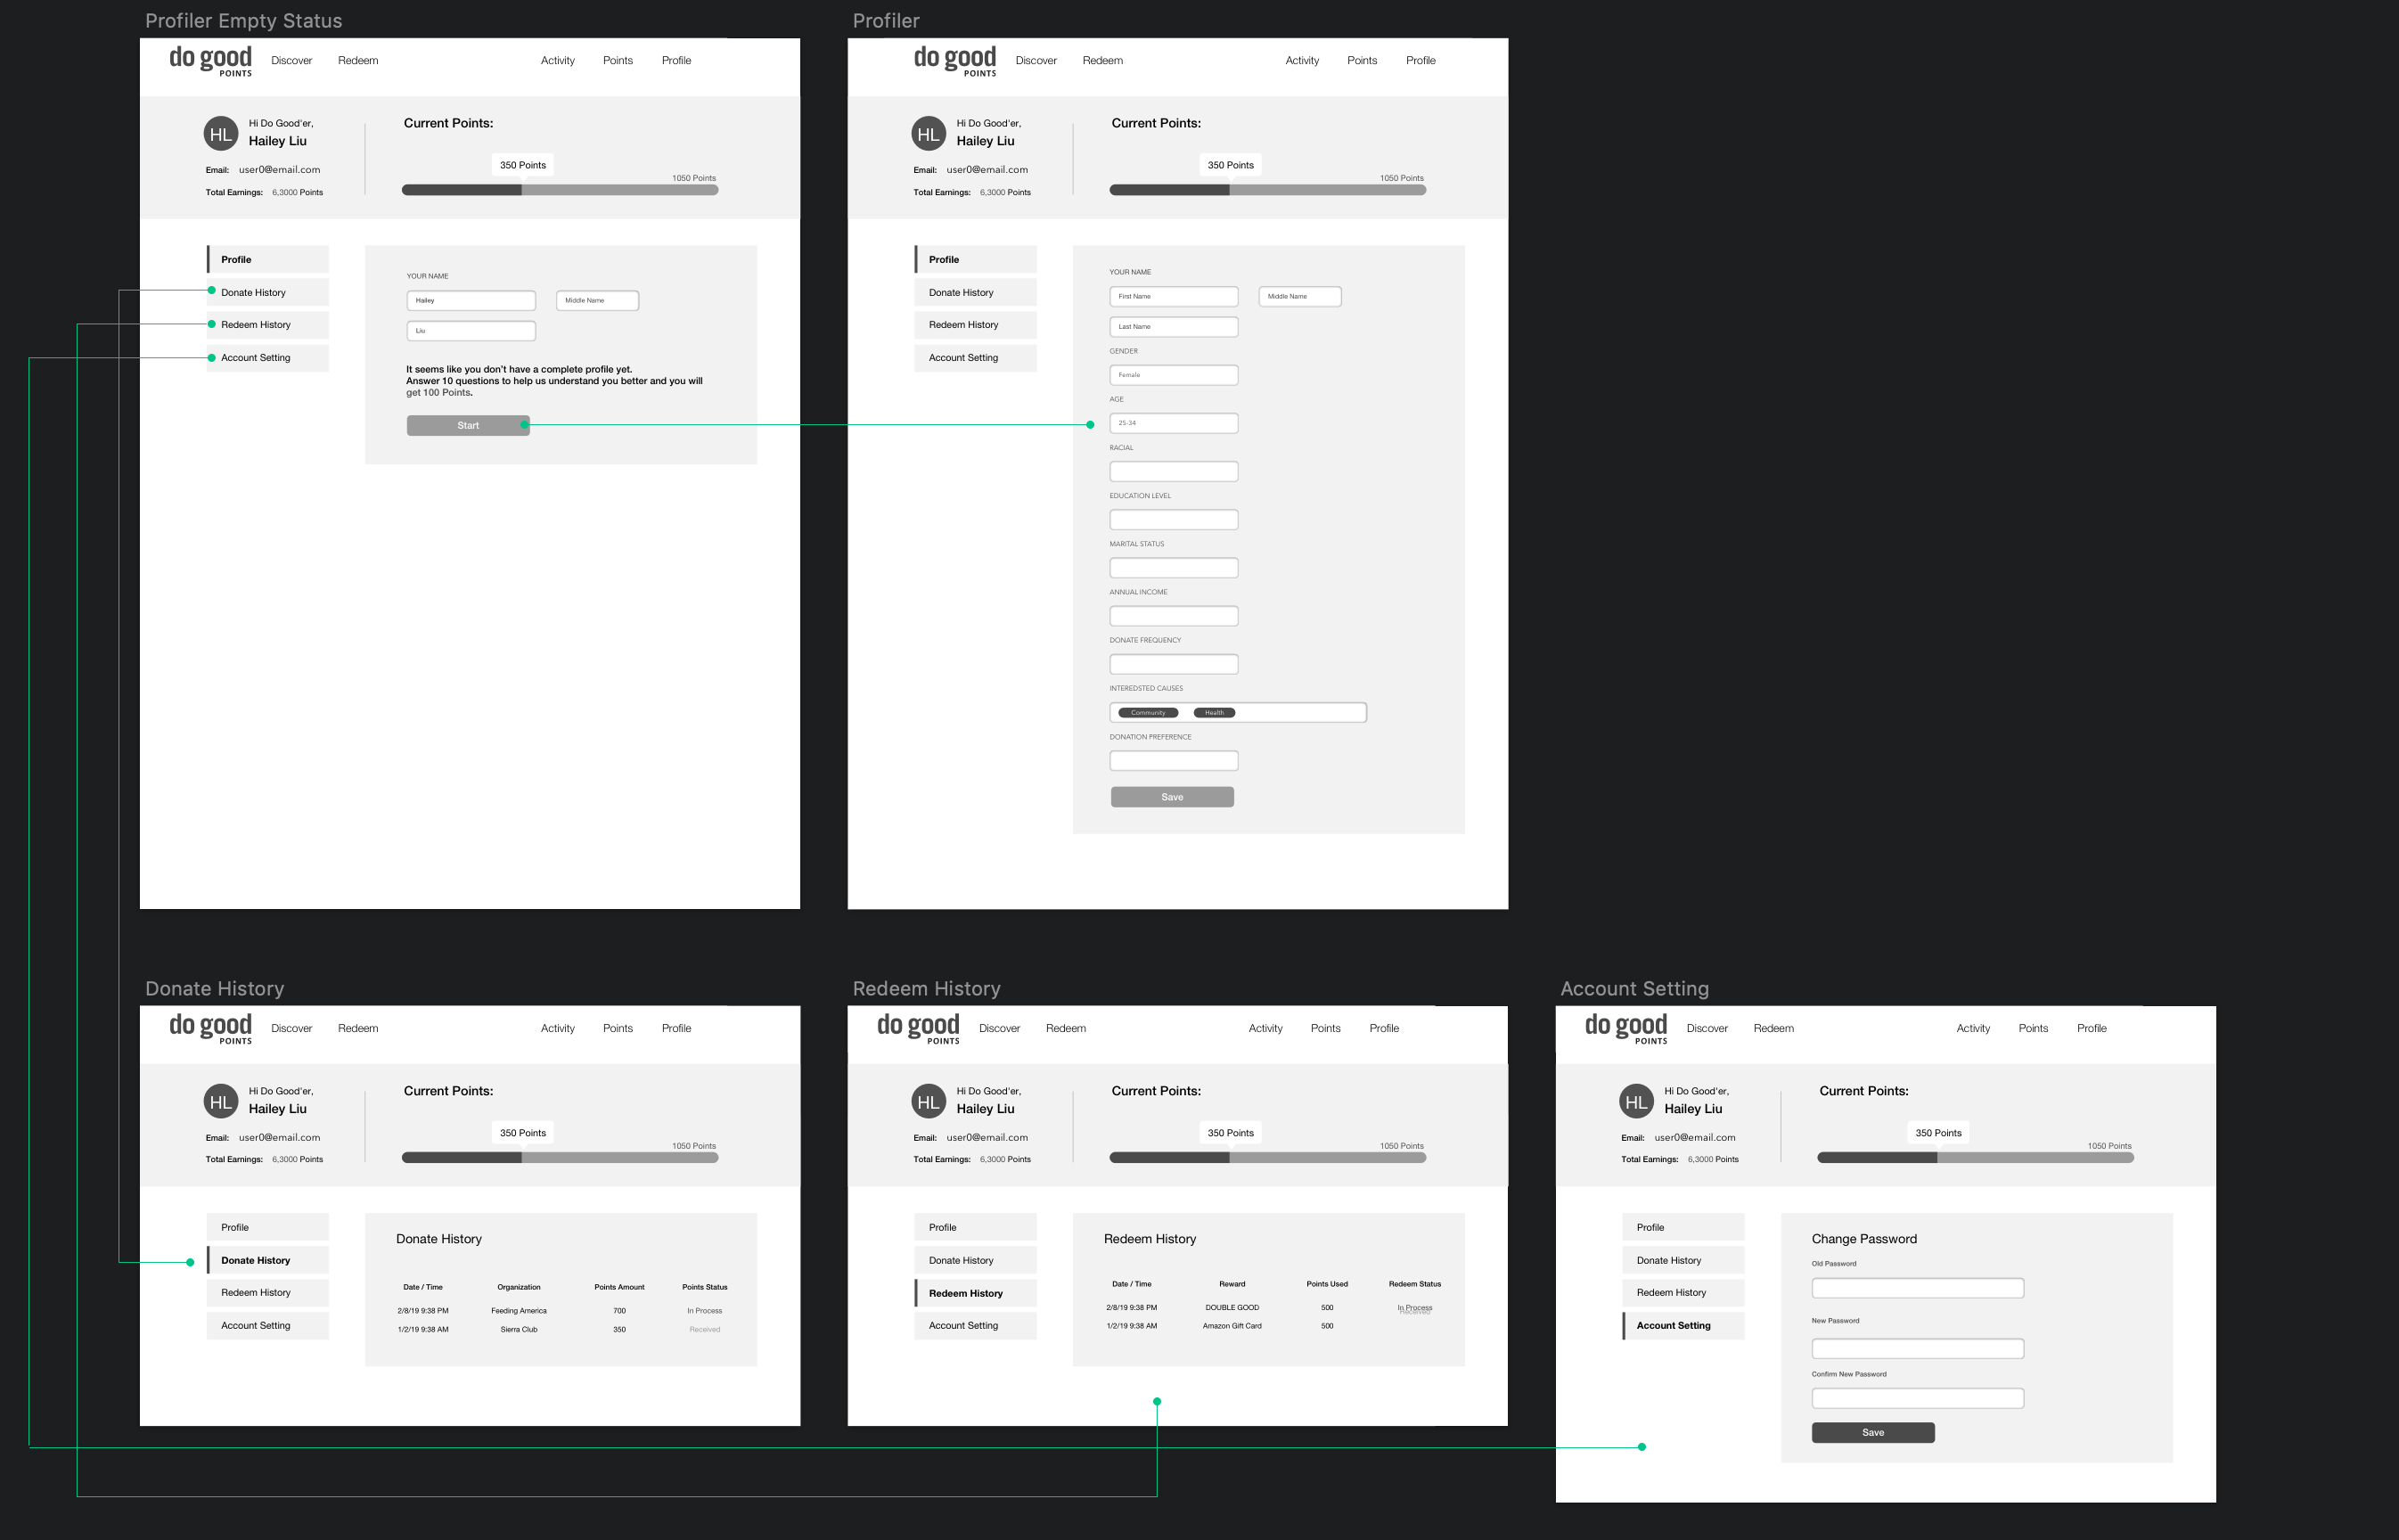 Profiler Empty Status
do good
POINTS
Discover
Redeem
Activity
Points
Profile
HL
Hi Do Good'er,
Hailey Liu
Email: user0@email.com
Total Earnings: 6,3000 Points
Current Points:
350 Points
1050 Points
Profile
Donate History
Redeem History
Account Setting
YOUR NAME
Hailey
Middle Name
Liu
It seems like you don't have a complete profile yet.
Answer 10 questions to help us understand you better and you will
get 100 Points.
Start
Profiler
do good
POINTS
Discover
Redeem
Activity
Points
Profile
HL
Hi Do Good'er,
Hailey Liu
Email: user0@email.com
Total Earnings: 6,3000 Points
Current Points:
350 Points
1050 Points
Profile
Donate History
Redeem History
Account Setting
YOUR NAME
First Name
Middle Name
Last Name
GENDER
Female
AGE
25-34
RACIAL
EDUCATION LEVEL
MARITAL STATUS
ANNUAL INCOME
DONATE FREQUENCY
INTEREDSTED CAUSES
Community
Health
DONATION PREFERENCE
Save
Donate History
do good
POINTS
Discover
Redeem
Activity
Points
Profile
HL
Hi Do Good'er,
Hailey Liu
Email: user0@email.com
Total Earnings: 6,3000 Points
Current Points:
350 Points
1050 Points
Profile
Donate History
Redeem History
Account Setting
Donate History
Date / Time Organization Points Amount Points Status
2/8/19 9:38 PM Feeding America 700 In Process
1/2/19 9:38 AM Sierra Club 350 Received
Redeem History
do good
POINTS
Discover
Redeem
Activity
Points
Profile
HL
Hi Do Good'er,
Hailey Liu
Email: user0@email.com
Total Earnings: 6,3000 Points
Current Points:
350 Points
1050 Points
Profile
Donate History
Redeem History
Account Setting
Redeem History
Date / Time Reward Points Used Redeem Status
2/8/19 9:38 PM DOUBLE GOOD 500 In Process
Received
1/2/19 9:38 AM Amazon Gift Card 500
Account Setting
do good
POINTS
Discover
Redeem
Activity
Points
Profile
HL
Hi Do Good'er,
Hailey Liu
Email: user0@email.com
Total Earnings: 6,3000 Points
Current Points:
350 Points
1050 Points
Profile
Donate History
Redeem History
Account Setting
Change Password
Old Password
New Password
Confirm New Password
Save